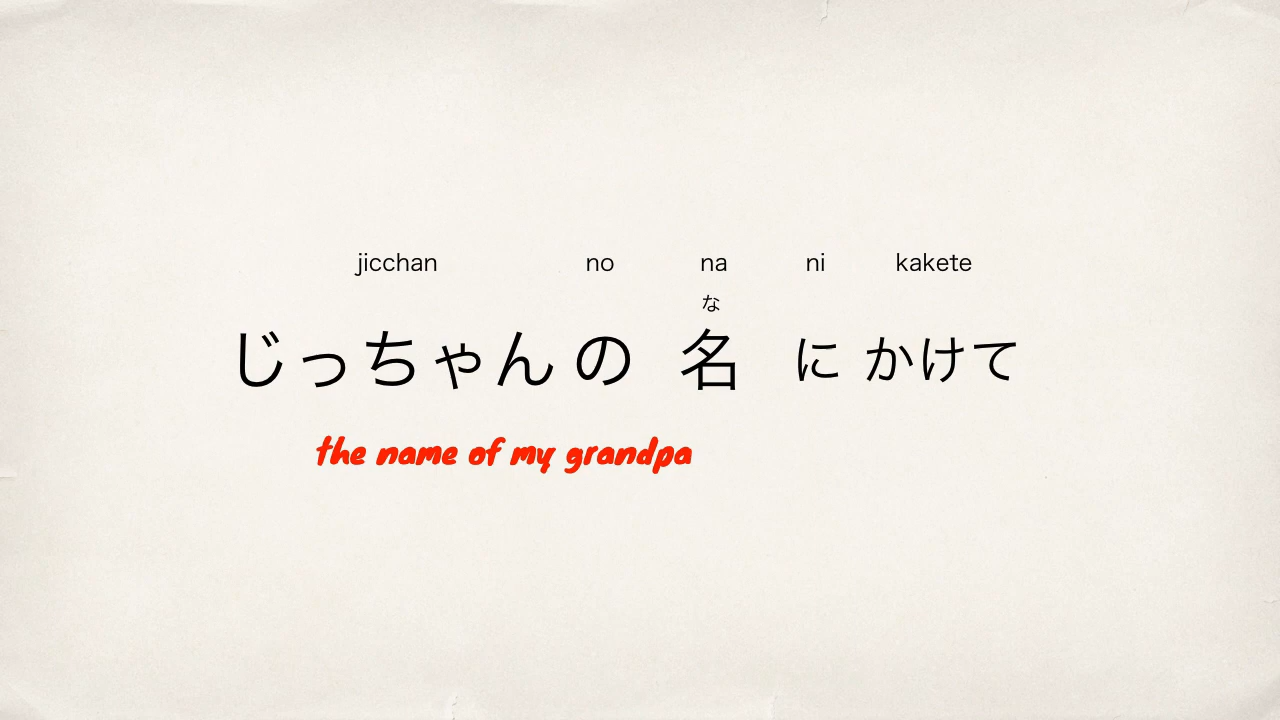 jicchan no na ni kakete
な
じっちゃん の 名 に かけて
the name of my grandpa